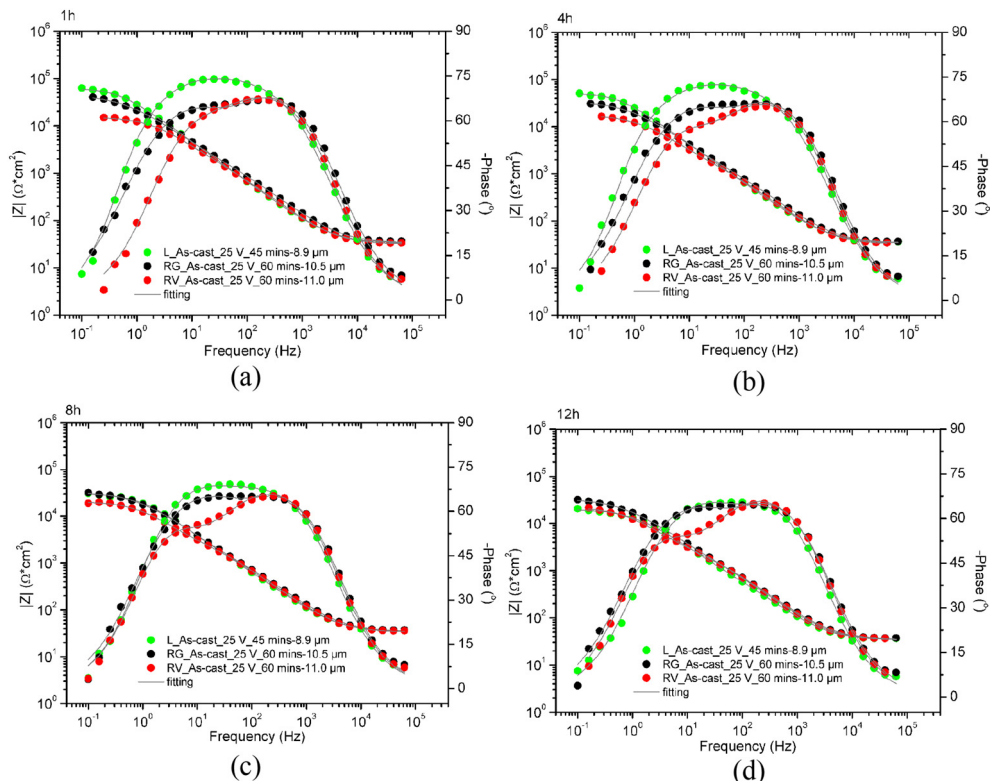 1h
|Z| (Ω*cm2)
10^6
10^5
10^4
10^3
10^2
10^1
10^0
90
75
60
45
30
15
0
-Phase (°)
L_As-cast_25 V_45 mins-8.9 μm
RG_As-cast_25 V_60 mins-10.5 μm
RV_As-cast_25 V_60 mins-11.0 μm
fitting
10^-1 10^0 10^1 10^2 10^3 10^4 10^5
Frequency (Hz)
(a)
4h
|Z| (Ω*cm2)
10^6
10^5
10^4
10^3
10^2
10^1
10^0
90
75
60
45
30
15
0
-Phase (°)
L_As-cast_25 V_45 mins-8.9 μm
RG_As-cast_25 V_60 mins-10.5 μm
RV_As-cast_25 V_60 mins-11.0 μm
fitting
10^-1 10^0 10^1 10^2 10^3 10^4 10^5
Frequency (Hz)
(b)
8h
|Z| (Ω*cm2)
10^6
10^5
10^4
10^3
10^2
10^1
10^0
90
75
60
45
30
15
0
-Phase (°)
L_As-cast_25 V_45 mins-8.9 μm
RG_As-cast_25 V_60 mins-10.5 μm
RV_As-cast_25 V_60 mins-11.0 μm
fitting
10^-1 10^0 10^1 10^2 10^3 10^4 10^5
Frequency (Hz)
(c)
12h
|Z| (Ω*cm2)
10^6
10^5
10^4
10^3
10^2
10^1
10^0
90
75
60
45
30
15
0
-Phase (°)
L_As-cast_25 V_45 mins-8.9 μm
RG_As-cast_25 V_60 mins-10.5 μm
RV_As-cast_25 V_60 mins-11.0 μm
fitting
10^-1 10^0 10^1 10^2 10^3 10^4 10^5
Frequency (Hz)
(d)